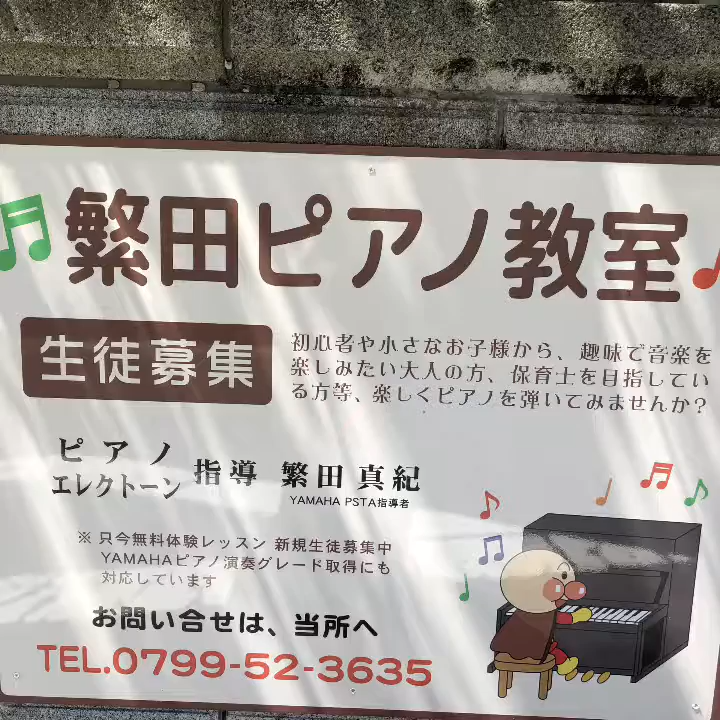 繁田ピアノ教室
生徒募集
初心者や小さなお子様から、趣味で音楽を
楽しみたい大人の方、保育士を目指してい
る方等、楽しくピアノを弾いてみませんか?
ピアノ
エレクトーン
指導 繁田真紀
YAMAHA PSTA指導者
※只今無料体験レッスン 新規生徒募集中
YAMAHAピアノ演奏グレード取得にも
対応しています
お問い合せは、当所へ
TEL.0799-52-3635